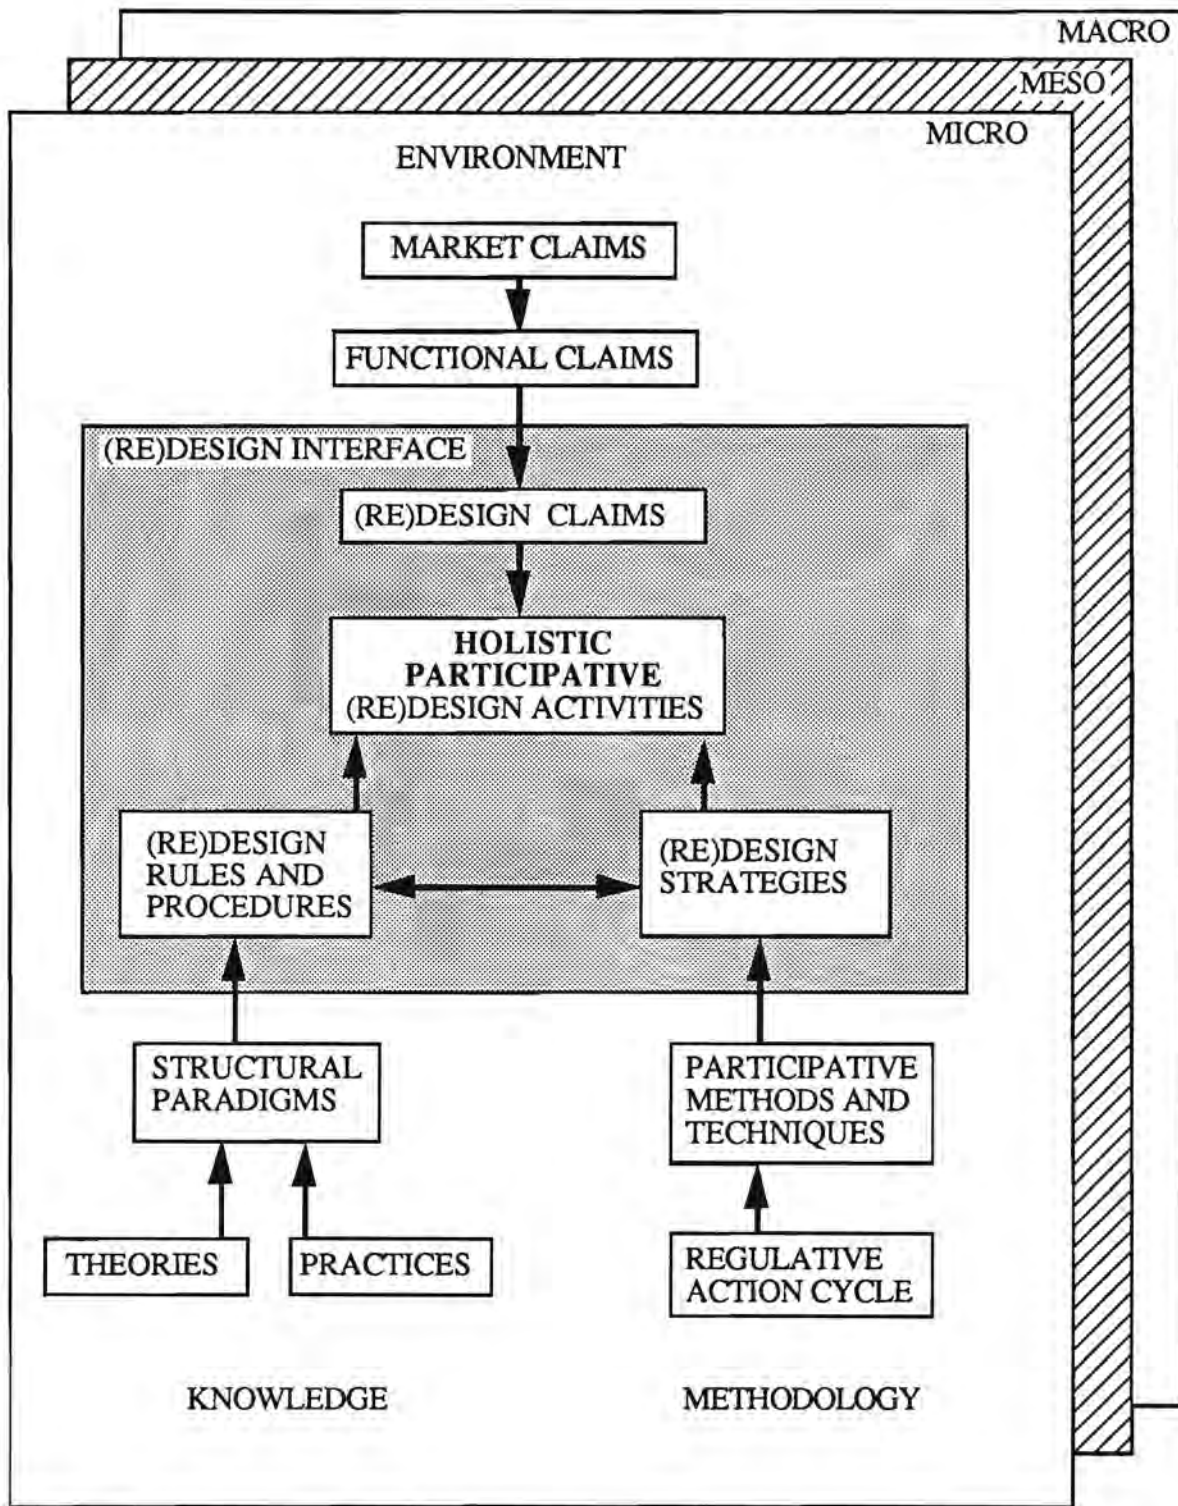 MACRO
MESO
MICRO
ENVIRONMENT
MARKET CLAIMS
FUNCTIONAL CLAIMS
(RE)DESIGN INTERFACE
(RE)DESIGN CLAIMS
HOLISTIC
PARTICIPATIVE
(RE)DESIGN ACTIVITIES
(RE)DESIGN
RULES AND
PROCEDURES
(RE)DESIGN
STRATEGIES
STRUCTURAL
PARADIGMS
PARTICIPATIVE
METHODS AND
TECHNIQUES
THEORIES
PRACTICES
REGULATIVE
ACTION CYCLE
KNOWLEDGE
METHODOLOGY